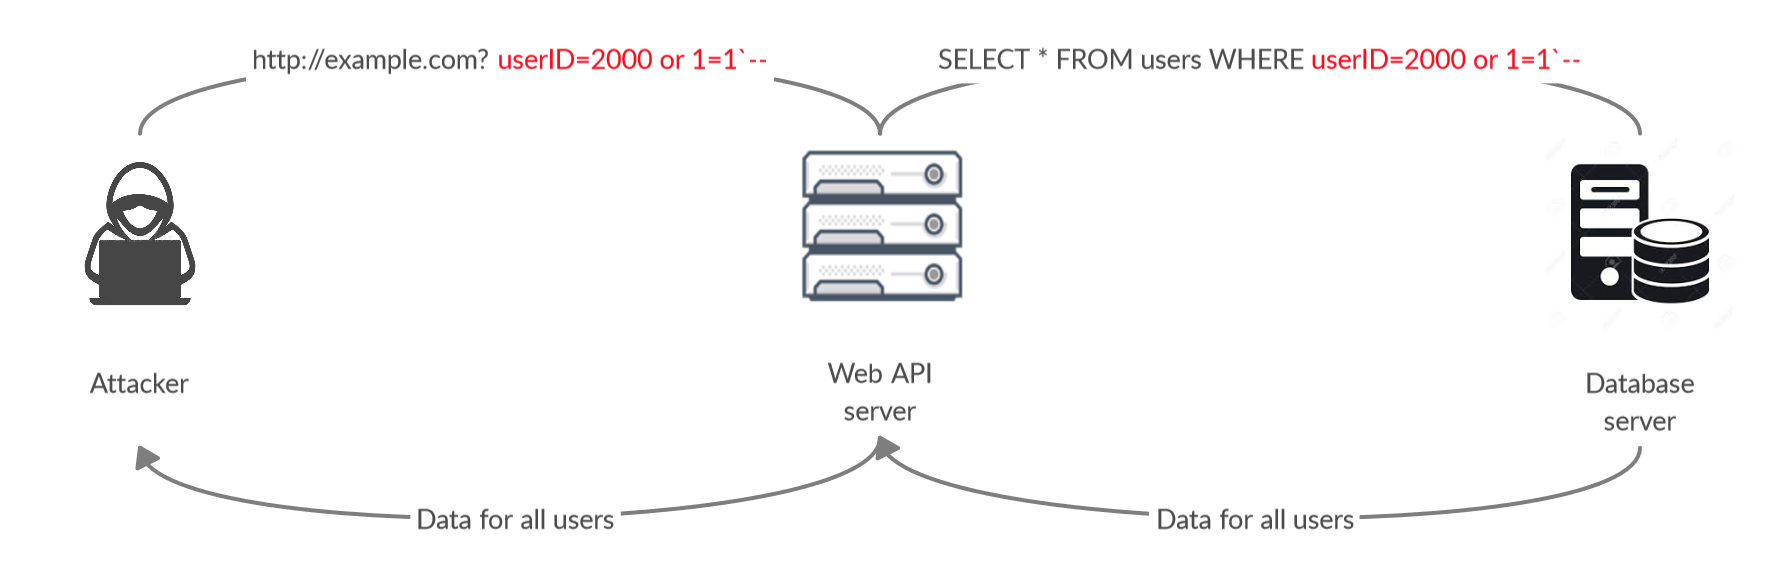 http://example.com? userID=2000 or 1=1`--
SELECT * FROM users WHERE userID=2000 or 1=1`--
Attacker
Web API
server
Database
server
Data for all users
Data for all users